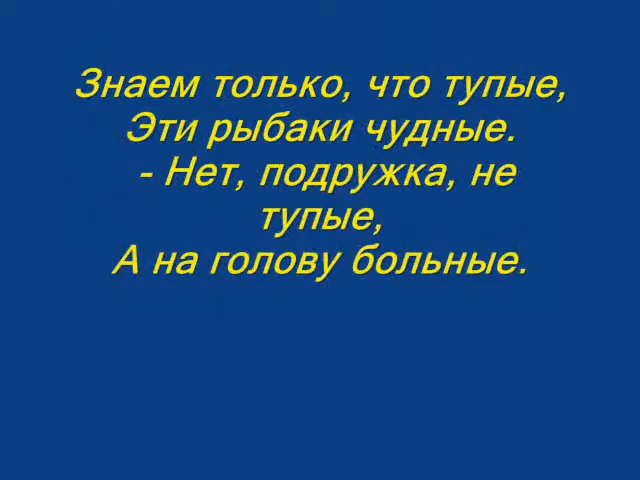 Знаем только, что тупые,
Эти рыбаки чудные.
- Нет, подружка, не
тупые,
А на голову больные.